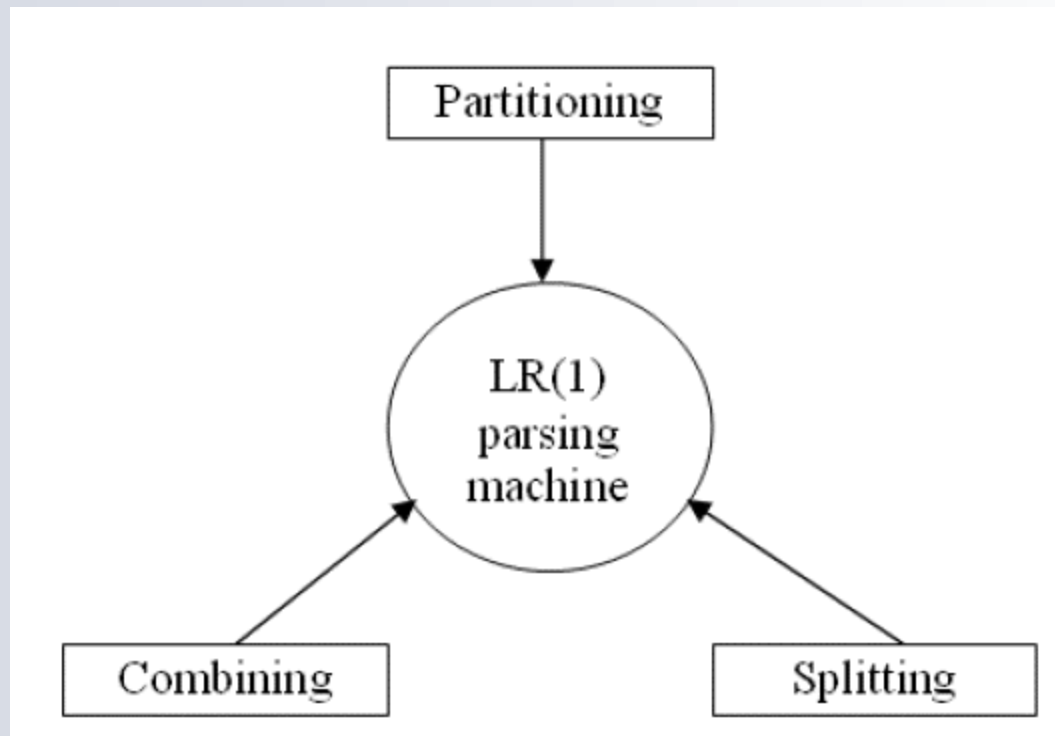 Partitioning
LR(1)
parsing
machine
Combining
Splitting